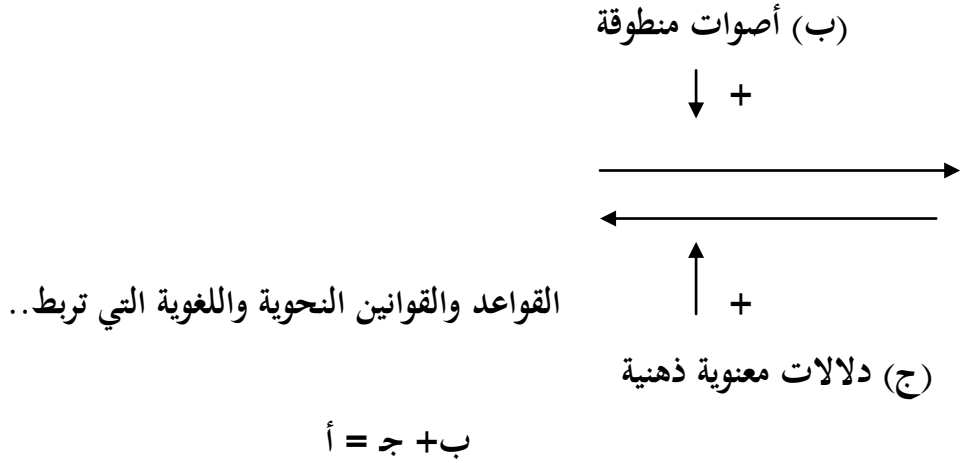 (ب) أصوات منطوقة
+
+
القواعد والقوانين النحوية واللغوية التي تربط..
(ج) دلالات معنوية ذهنية
ب+ جـ = أ